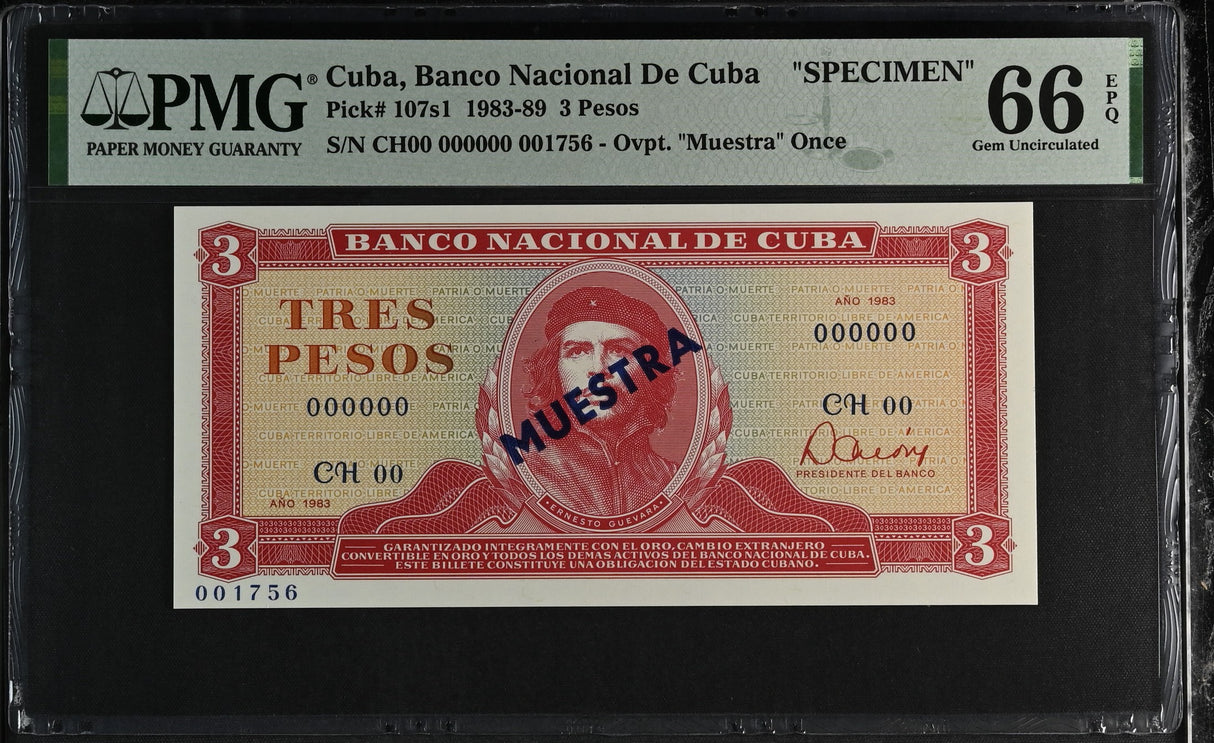 PMG®
PAPER MONEY GUARANTY
Cuba, Banco Nacional De Cuba "SPECIMEN"
Pick# 107s1 1983-89 3 Pesos
S/N CH00 000000 001756 - Ovpt. "Muestra" Once
66
EPQ
Gem Uncirculated
3
BANCO NACIONAL DE CUBA
3
TRES
PESOS
000000
CH 00
AÑO 1983
MUESTRA
ERNESTO GUEVARA
AÑO 1983
000000
CH 00
PRESIDENTE DEL BANCO
PATRIA O MUERTE
CUBA TERRITORIO LIBRE DE AMERICA
3
GARANTIZADO INTEGRAMENTE CON EL ORO, CAMBIO EXTRANJERO
CONVERTIBLE EN ORO Y TODOS LOS DEMAS ACTIVOS DEL BANCO NACIONAL DE CUBA.
ESTE BILLETE CONSTITUYE UNA OBLIGACION DEL ESTADO CUBANO.
3
001756